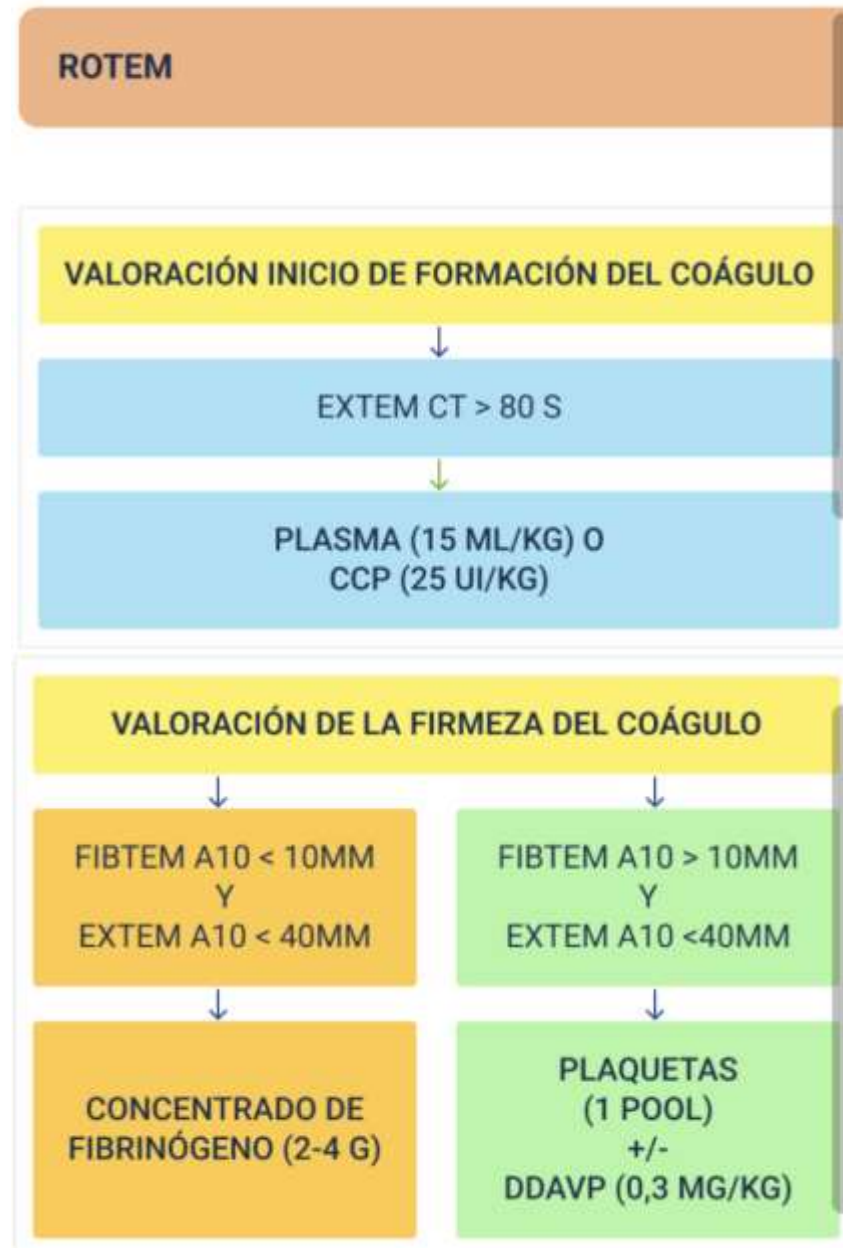 ROTEM
VALORACIÓN INICIO DE FORMACIÓN DEL COÁGULO
EXTEM CT > 80 S
PLASMA (15 ML/KG) O
CCP (25 UI/KG)
VALORACIÓN DE LA FIRMEZA DEL COÁGULO
FIBTEM A10 < 10MM
Y
EXTEM A10 < 40MM
CONCENTRADO DE
FIBRINÓGENO (2-4 G)
FIBTEM A10 > 10MM
Y
EXTEM A10 <40MM
PLAQUETAS
(1 POOL)
+/-
DDAVP (0,3 MG/KG)